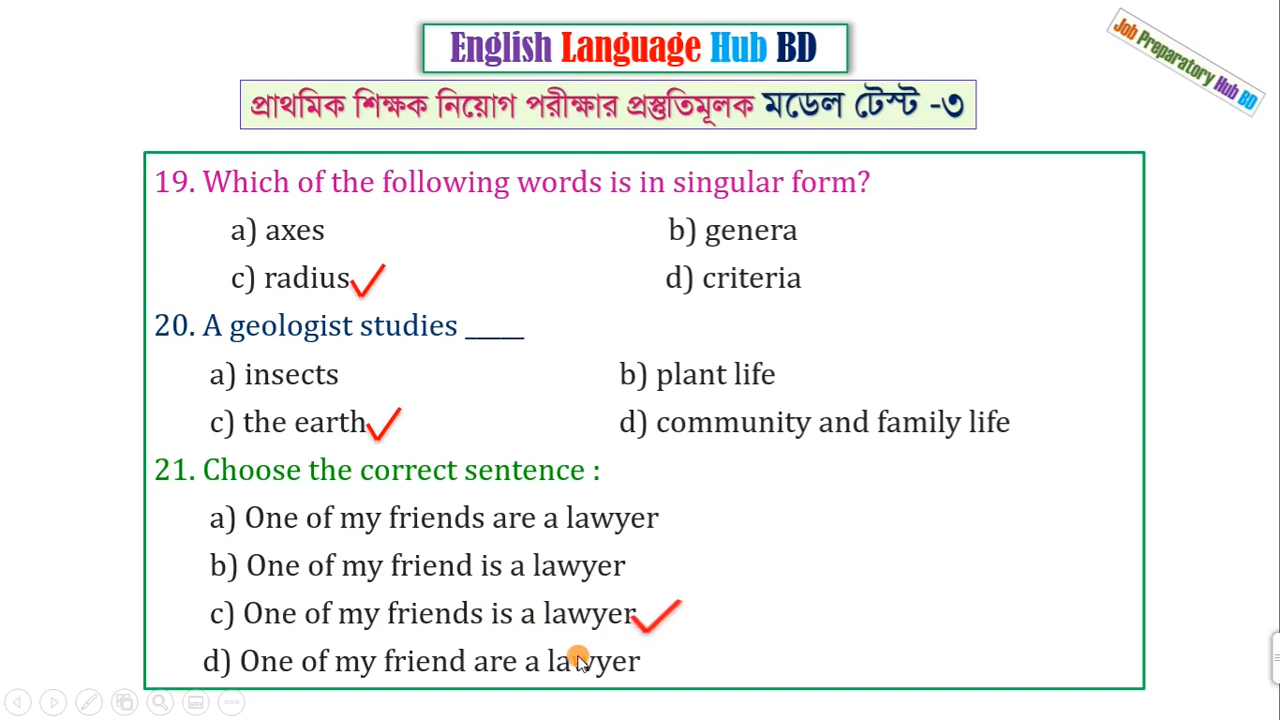 English Language Hub BD
Job Preparatory Hub BD
প্রাথমিক শিক্ষক নিয়োগ পরীক্ষার প্রস্তুতিমূলক মডেল টেস্ট -৩
19. Which of the following words is in singular form?
a) axes b) genera
c) radius d) criteria
20. A geologist studies _____
a) insects b) plant life
c) the earth d) community and family life
21. Choose the correct sentence :
a) One of my friends are a lawyer
b) One of my friend is a lawyer
c) One of my friends is a lawyer
d) One of my friend are a lawyer